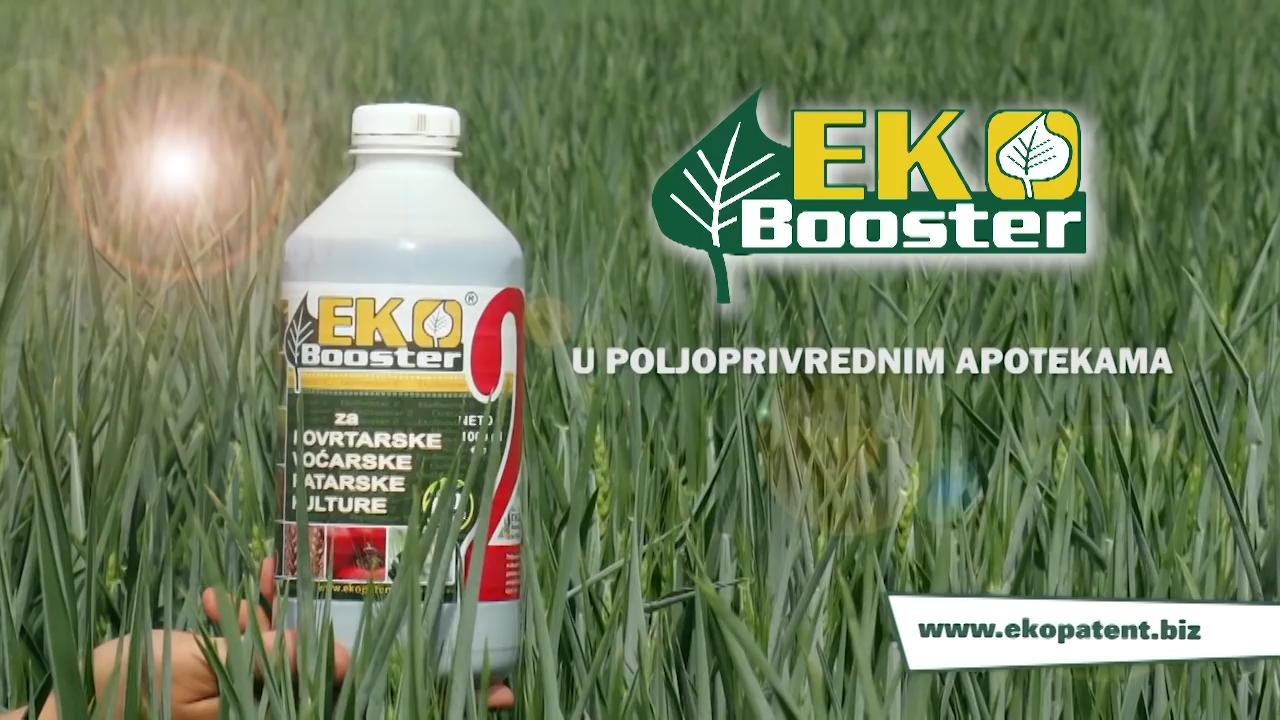 EKO
Booster
U POLJOPRIVREDNIM APOTEKAMA
www.ekopatent.biz
EKO®
Booster
za
POVRTARSKE
VOĆARSKE
RATARSKE
KULTURE
NETO